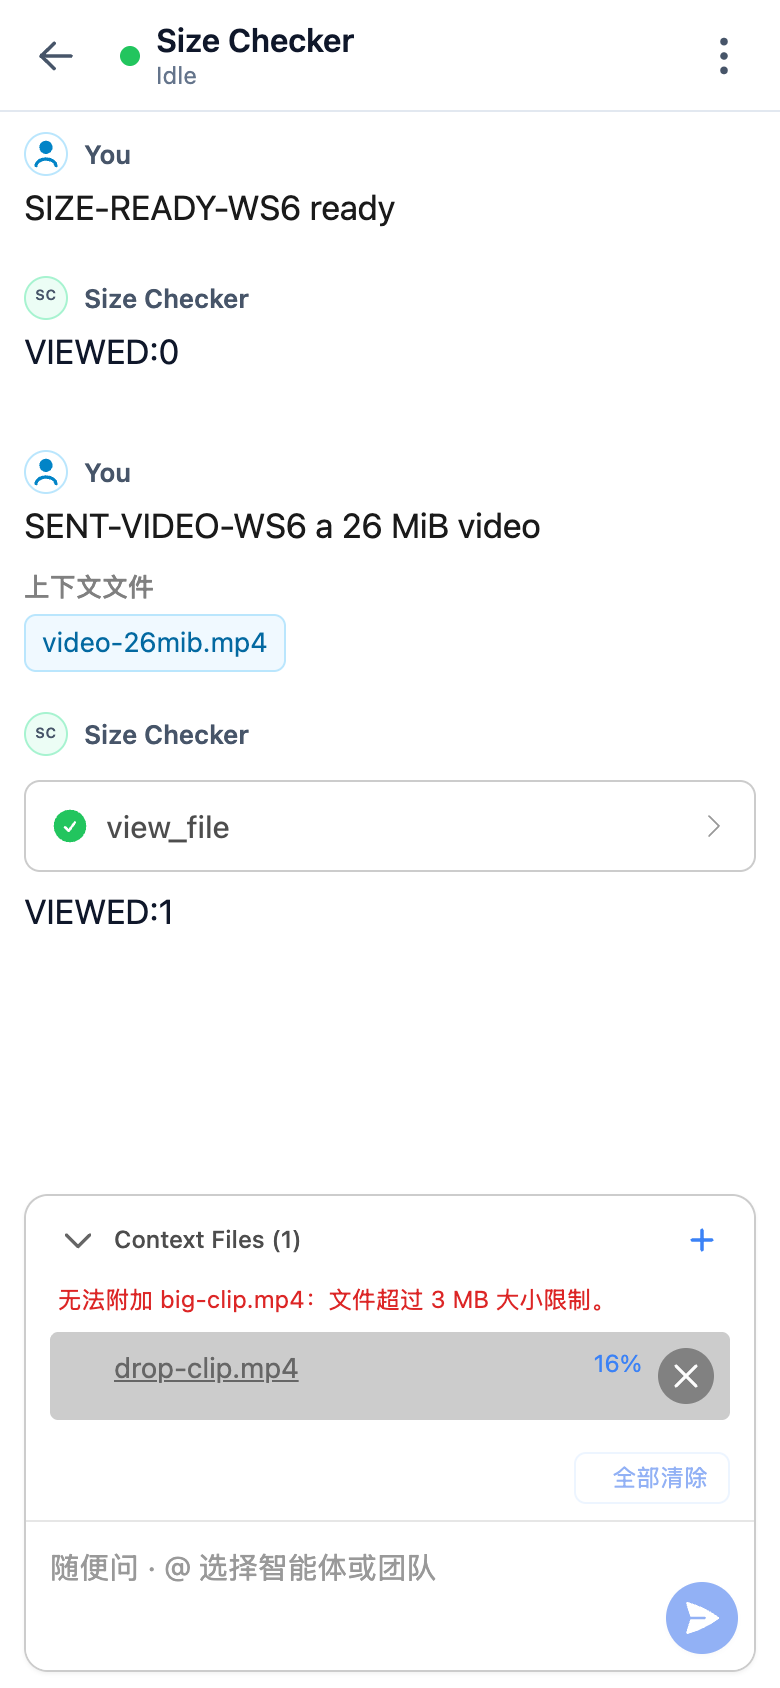 Size Checker
Idle
You
SIZE-READY-WS6 ready
SC
Size Checker
VIEWED:0
You
SENT-VIDEO-WS6 a 26 MiB video
上下文文件
video-26mib.mp4
SC
Size Checker
view_file
VIEWED:1
Context Files (1)
无法附加 big-clip.mp4：文件超过 3 MB 大小限制。
drop-clip.mp4
16%
全部清除
随便问 · @ 选择智能体或团队